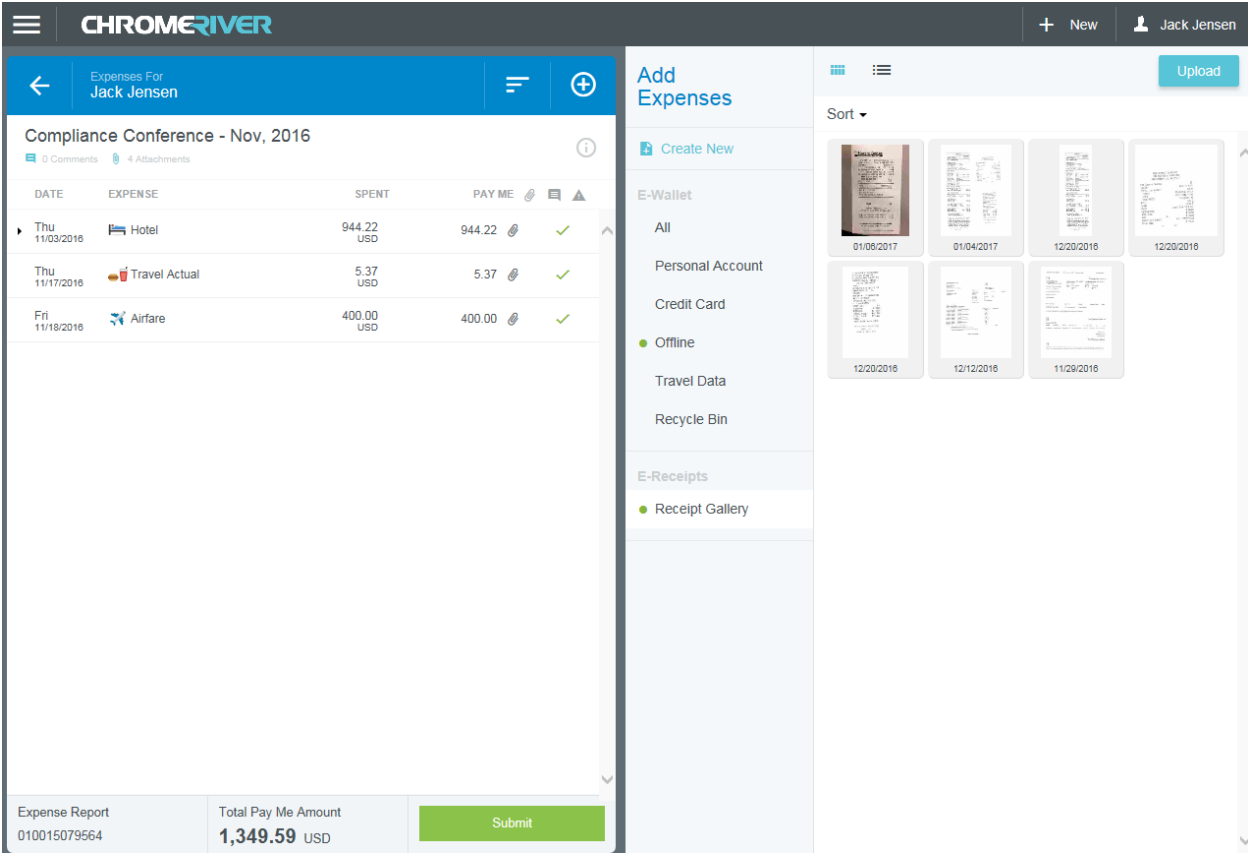 CHROMERIVER
New
Jack Jensen
Expenses For
Jack Jensen
Compliance Conference - Nov, 2016
0 Comments 4 Attachments
DATE EXPENSE SPENT PAY ME
Thu
11/03/2016
Hotel
944.22
USD
944.22
Thu
11/17/2016
Travel Actual
5.37
USD
5.37
Fri
11/18/2016
Airfare
400.00
USD
400.00
Expense Report
010015079564
Total Pay Me Amount
1,349.59 USD
Submit
Add
Expenses
Create New
E-Wallet
All
Personal Account
Credit Card
Offline
Travel Data
Recycle Bin
E-Receipts
Receipt Gallery
Upload
Sort
01/06/2017 01/04/2017 12/20/2016 12/20/2016
12/20/2016 12/12/2016 11/29/2016